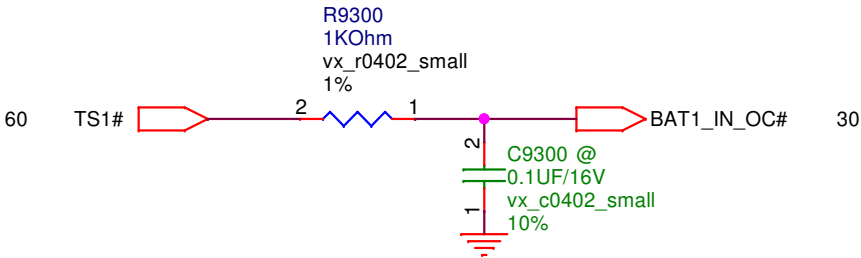 R9300
1KOhm
vx_r0402_small
1%
60 TS1# 2 1 BAT1_IN_OC# 30
2
C9300 @
0.1UF/16V
vx_c0402_small
1
10%